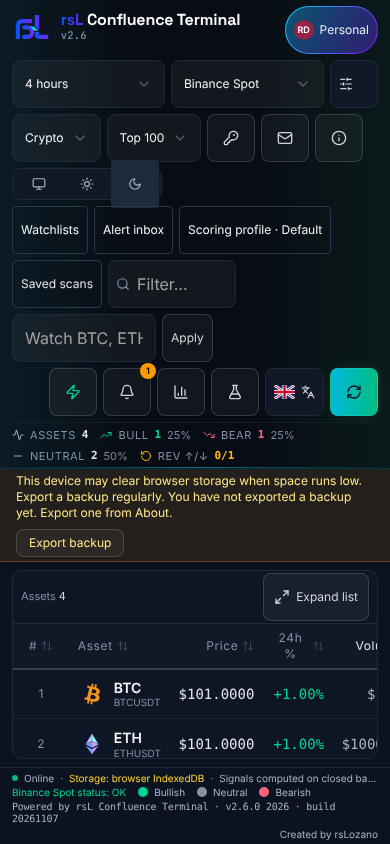 rsL Confluence Terminal
v2.6
RD Personal
4 hours
Binance Spot
Crypto
Top 100
Watchlists
Alert inbox
Scoring profile · Default
Saved scans
Filter...
Watch BTC, ETH
Apply
1
ASSETS 4 BULL 1 25% BEAR 1 25%
NEUTRAL 2 50% REV ↑/↓ 0/1
This device may clear browser storage when space runs low.
Export a backup regularly. You have not exported a backup
yet. Export one from About.
Export backup
Assets 4
Expand list
# Asset Price 24h
%
1 BTC $101.0000 +1.00% $
BTCUSDT
2 ETH $101.0000 +1.00% $100
ETHUSDT
Online · Storage: browser IndexedDB · Signals computed on closed ba...
Binance Spot status: OK Bullish Neutral Bearish
Powered by rsL Confluence Terminal · v2.6.0 2026 · build
20261107
Created by rsLozano